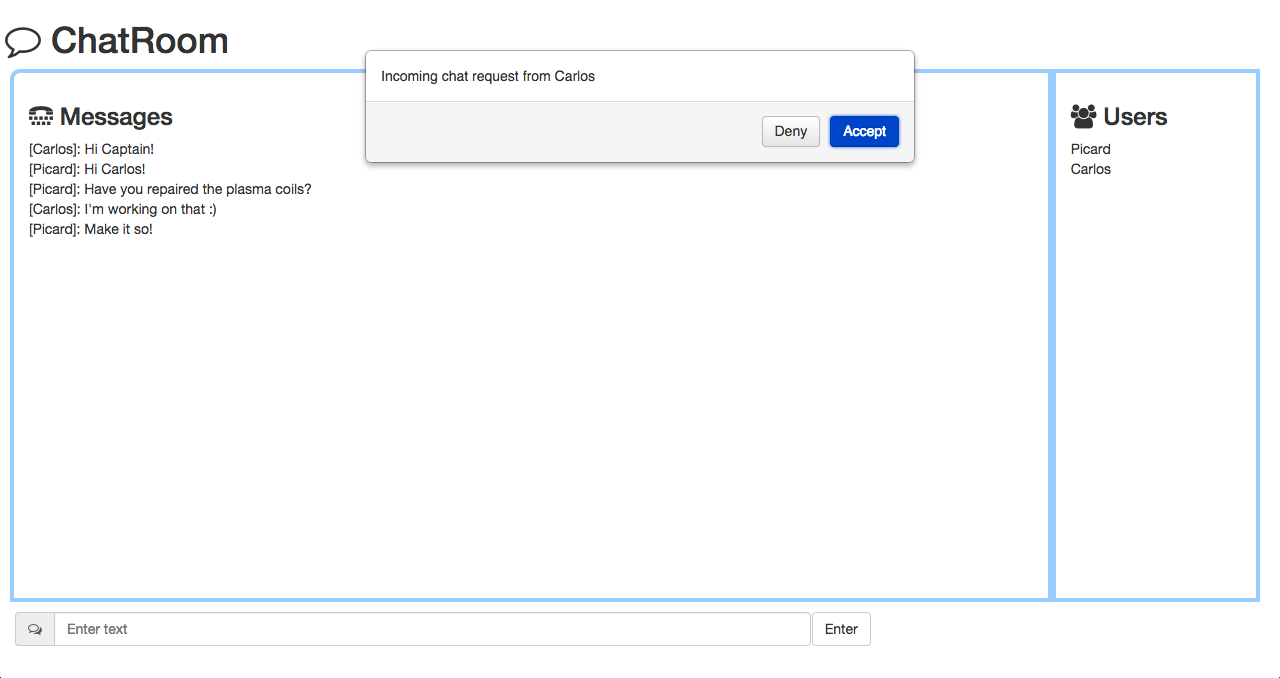 ChatRoom
Incoming chat request from Carlos
Deny
Accept
Messages
[Carlos]: Hi Captain!
[Picard]: Hi Carlos!
[Picard]: Have you repaired the plasma coils?
[Carlos]: I'm working on that :)
[Picard]: Make it so!
Users
Picard
Carlos
Enter text
Enter